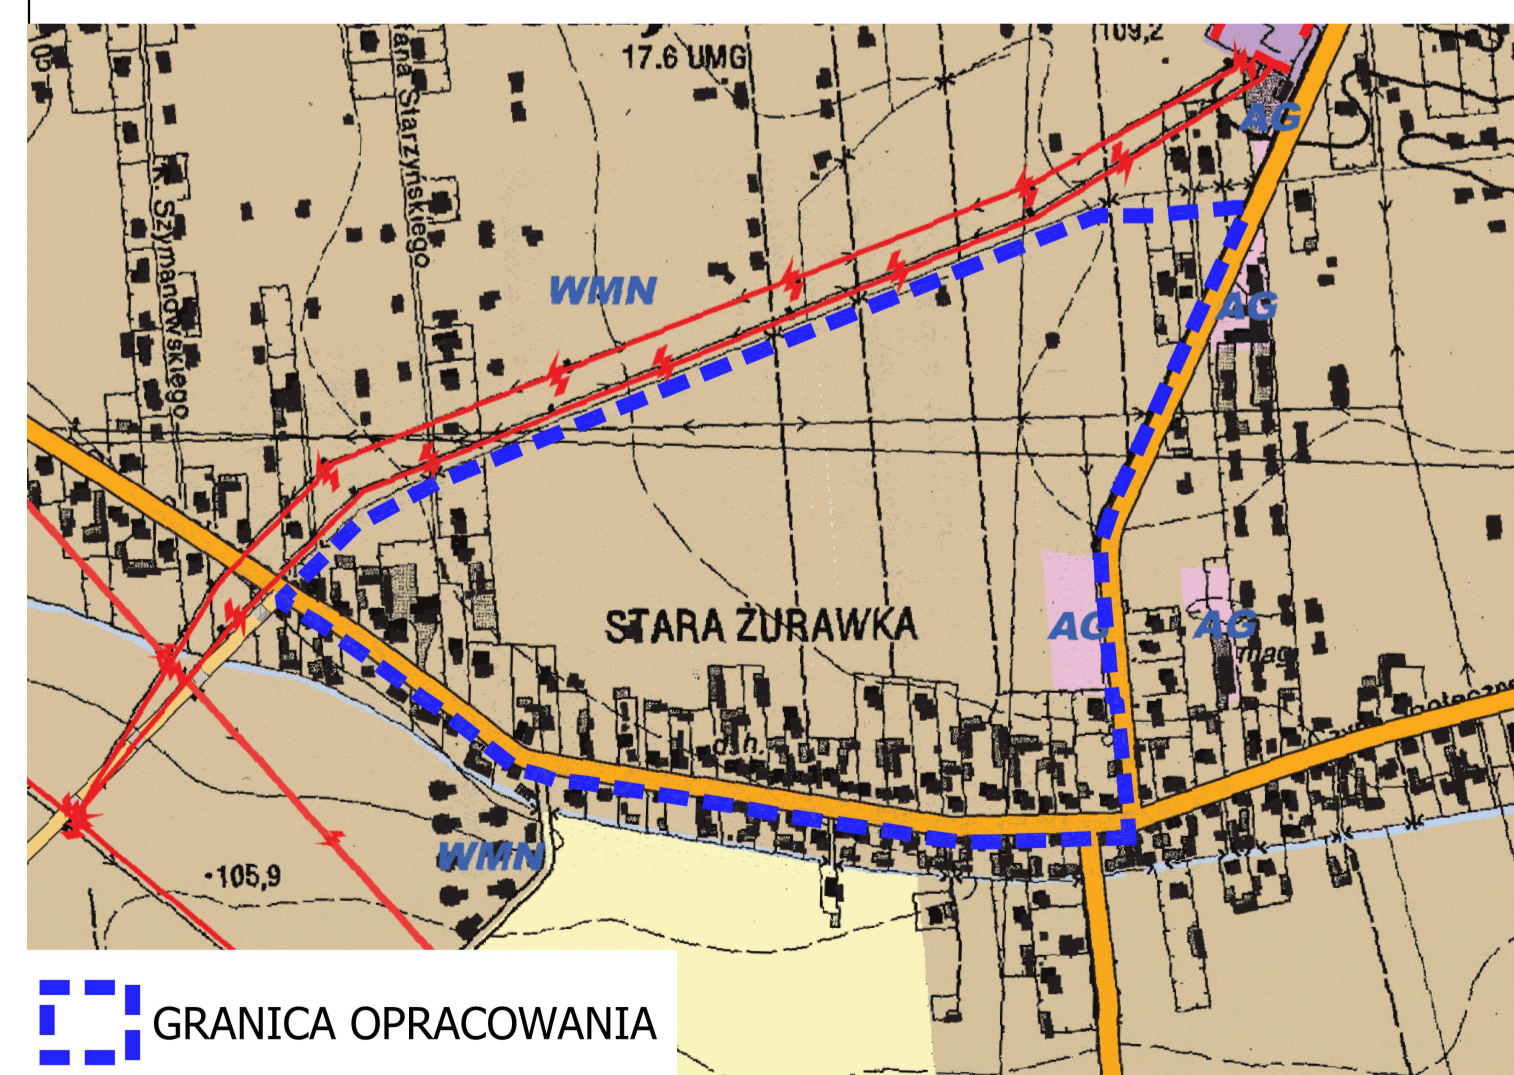 17.6 UMG
109,2
AG
K. Szymanowskiego
Starzyńskiego
WMN
AG
STARA ŻURAWKA
AG
AG
mag.
d.h.
WMN
105,9
GRANICA OPRACOWANIA